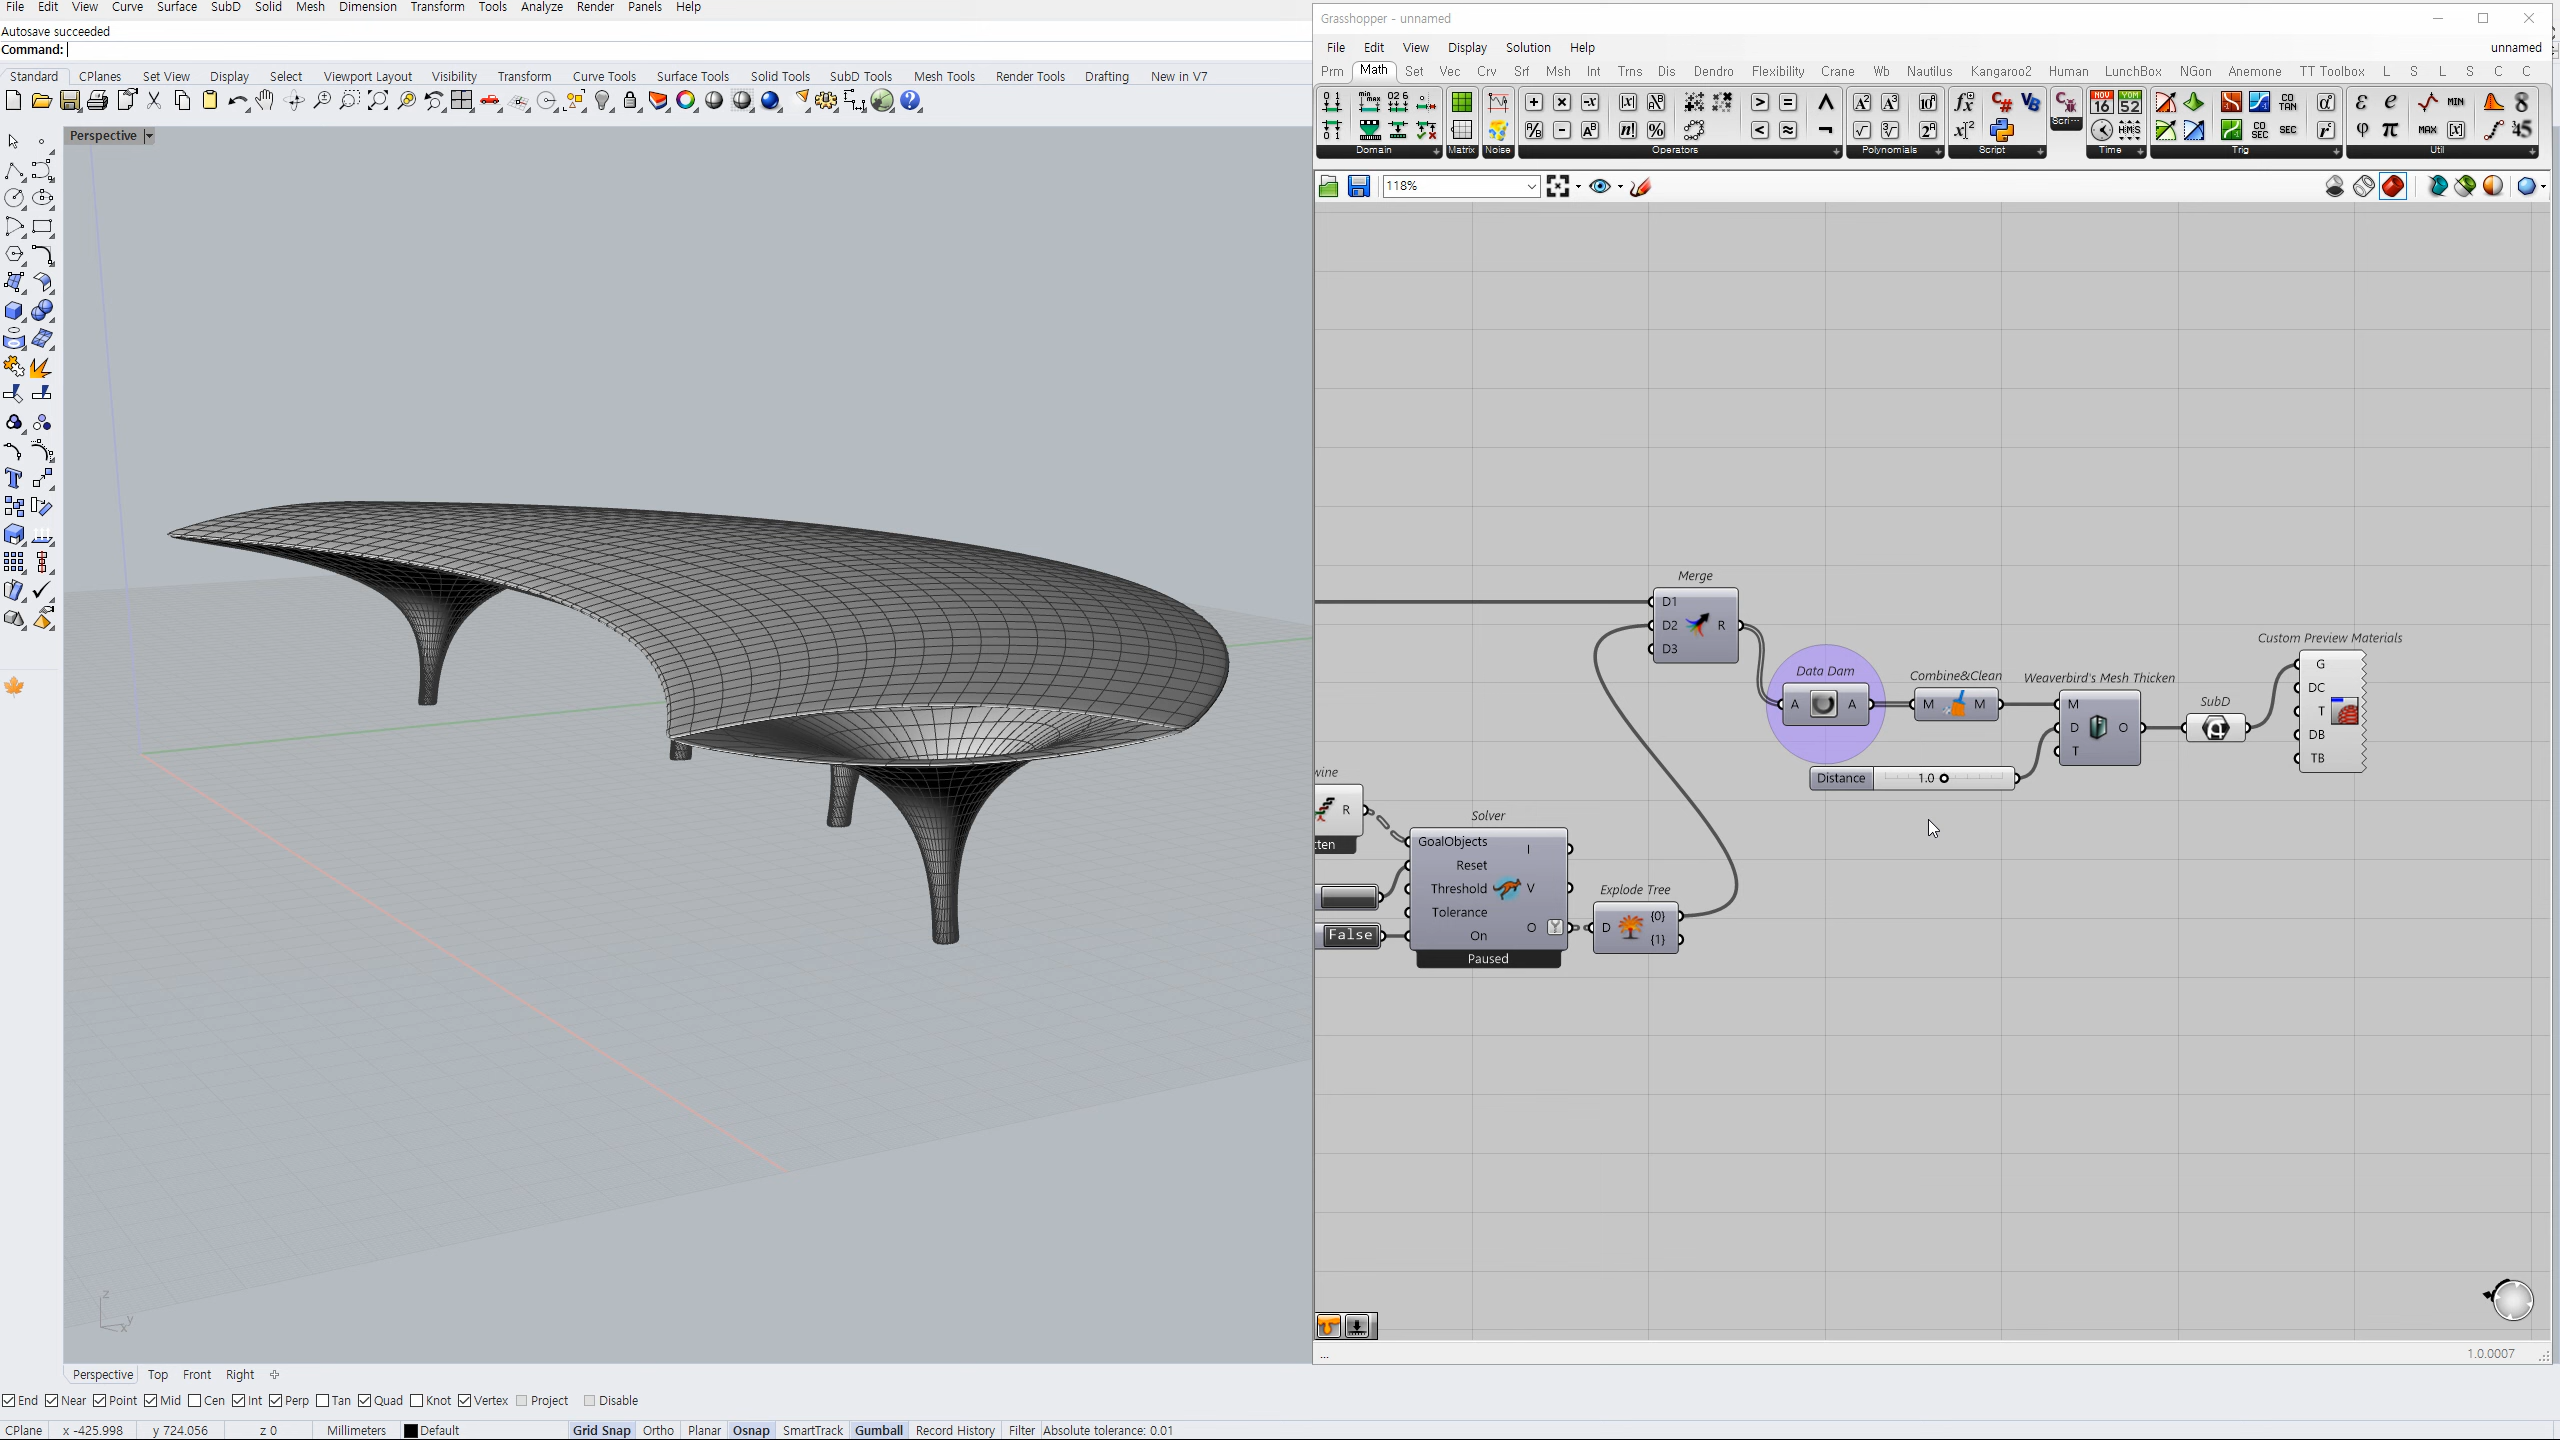 File Edit View Curve Surface SubD Solid Mesh Dimension Transform Tools Analyze Render Panels Help
Autosave succeeded
Command:
Standard CPlanes Set View Display Select Viewport Layout Visibility Transform Curve Tools Surface Tools Solid Tools SubD Tools Mesh Tools Render Tools Drafting New in V7
Perspective
Grasshopper - unnamed
File Edit View Display Solution Help unnamed
Prm Math Set Vec Crv Srf Msh Int Trns Dis Dendro Flexibility Crane Wb Nautilus Kangaroo2 Human LunchBox NGon Anemone TT Toolbox L S L S C C
Domain Matrix Noise Operators Polynomials Script Time Trig Util
118%
Merge
D1
D2 R
D3
Data Dam
A A
Combine&Clean
M M
Weaverbird's Mesh Thicken
M
D O
T
SubD
Custom Preview Materials
G
DC
T
DB
TB
Distance 1.0
wine
R
tten
Solver
GoalObjects I
Reset
Threshold V
Tolerance
On O
Paused
False
Explode Tree
D {0}
{1}
z
y
x
... 1.0.0007
Perspective Top Front Right
End Near Point Mid Cen Int Perp Tan Quad Knot Vertex Project Disable
CPlane x -425.998 y 724.056 z 0 Millimeters Default Grid Snap Ortho Planar Osnap SmartTrack Gumball Record History Filter Absolute tolerance: 0.01